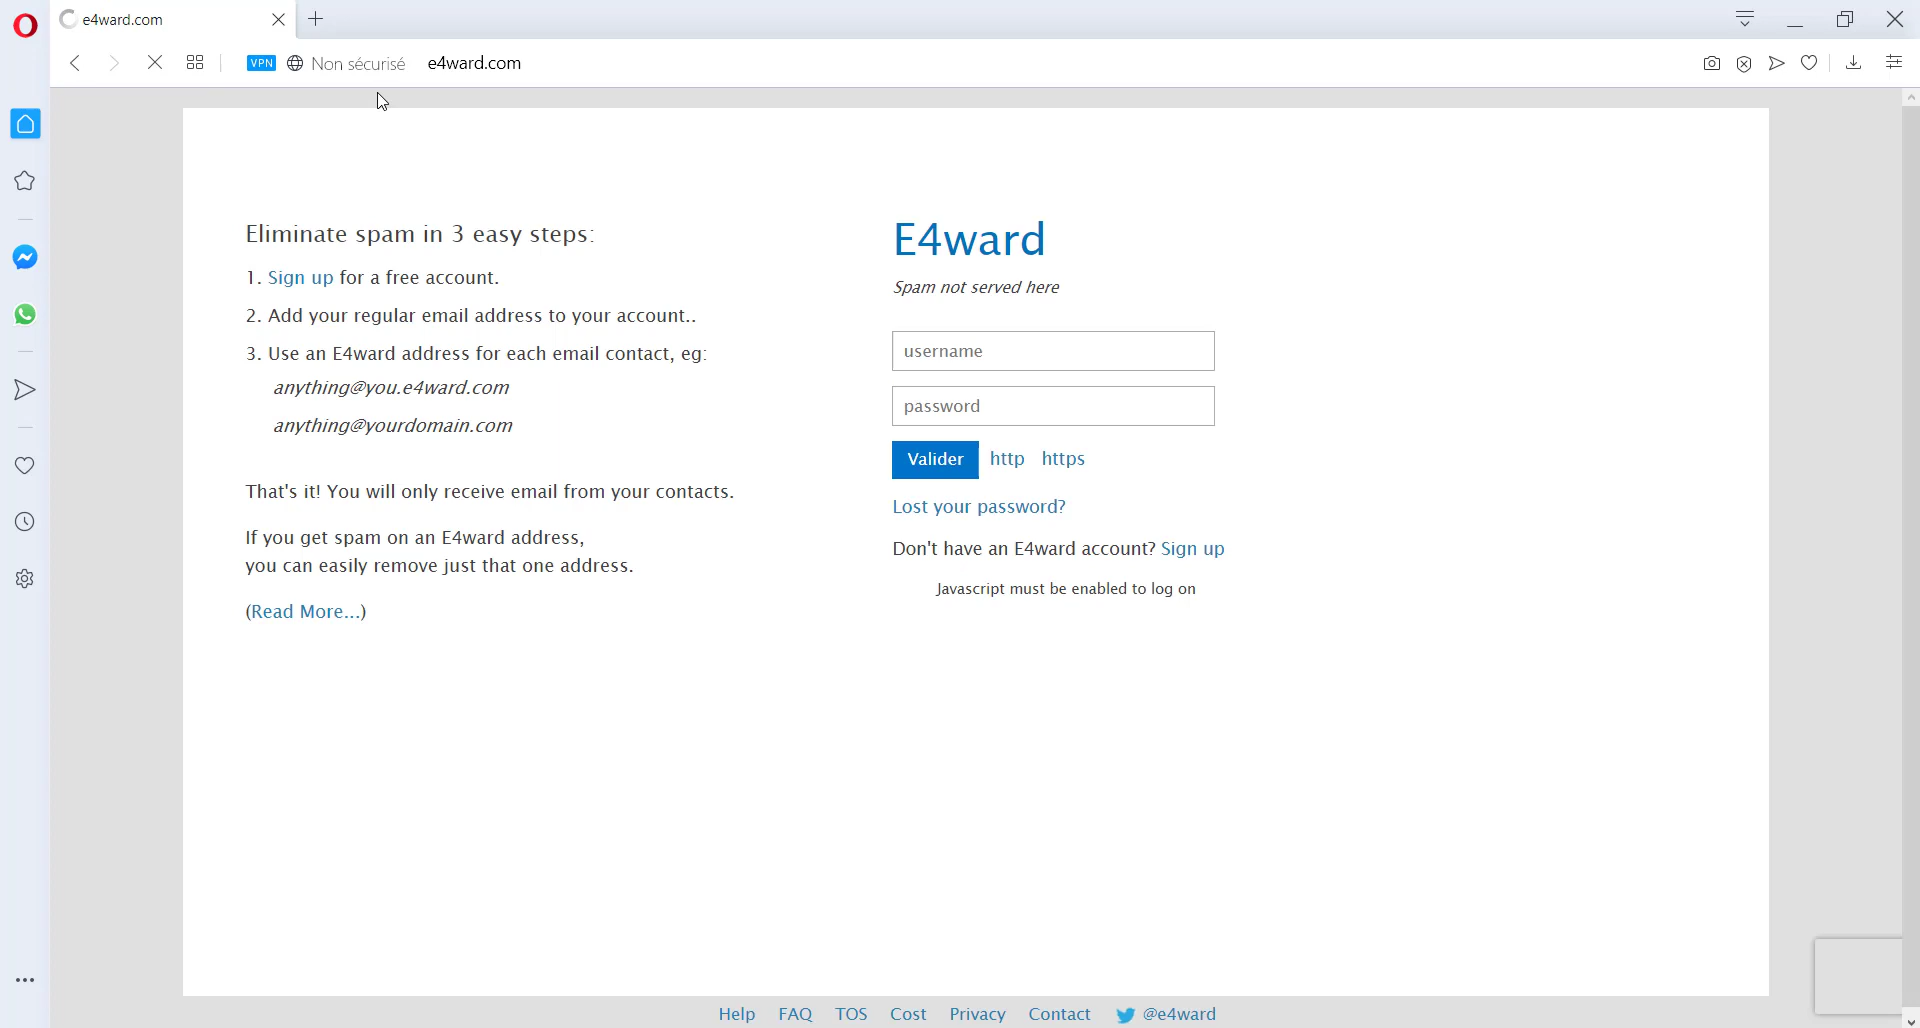 e4ward.com
VPN Non sécurisé e4ward.com
Eliminate spam in 3 easy steps:
1. Sign up for a free account.
2. Add your regular email address to your account..
3. Use an E4ward address for each email contact, eg:
anything@you.e4ward.com
anything@yourdomain.com
That's it! You will only receive email from your contacts.
If you get spam on an E4ward address,
you can easily remove just that one address.
(Read More...)
E4ward
Spam not served here
username
password
Valider http https
Lost your password?
Don't have an E4ward account? Sign up
Javascript must be enabled to log on
Help FAQ TOS Cost Privacy Contact @e4ward